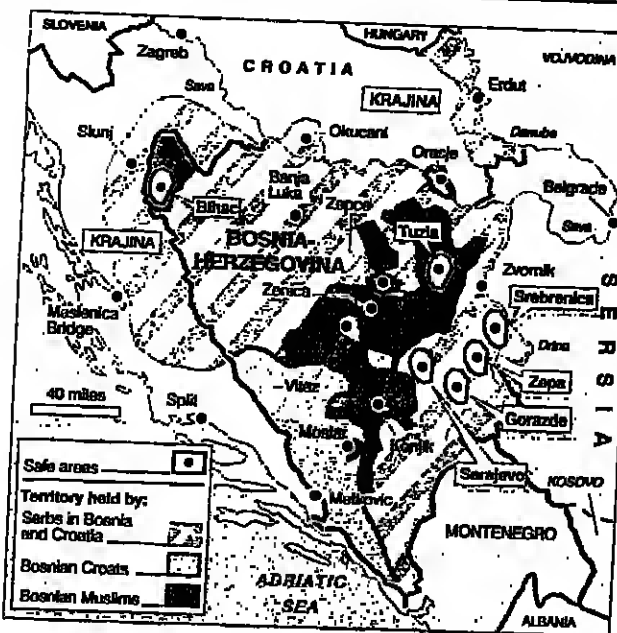 SLOVENIA
HUNGARY
VOJVODINA
Zagreb
CROATIA
Sava
KRAJINA
Erdut
Slunj
Okucani
Danube
Orasje
Banja
Luka
Zepce
Belgrade
Bihac
Sava
KRAJINA
BOSNIA-
HERZEGOVINA
Tuzla
Zvornik
Zenica
Srebrenica
SERBIA
Maslenica
Bridge
Drina
Zepa
40 miles
Vitez
Gorazde
Split
Mostar
Konjik
Sarajevo
KOSOVO
Safe areas
Metkovic
Territory held by:
Serbs in Bosnia
and Croatia
MONTENEGRO
Bosnian Croats
ADRIATIC
SEA
Bosnian Muslims
ALBANIA